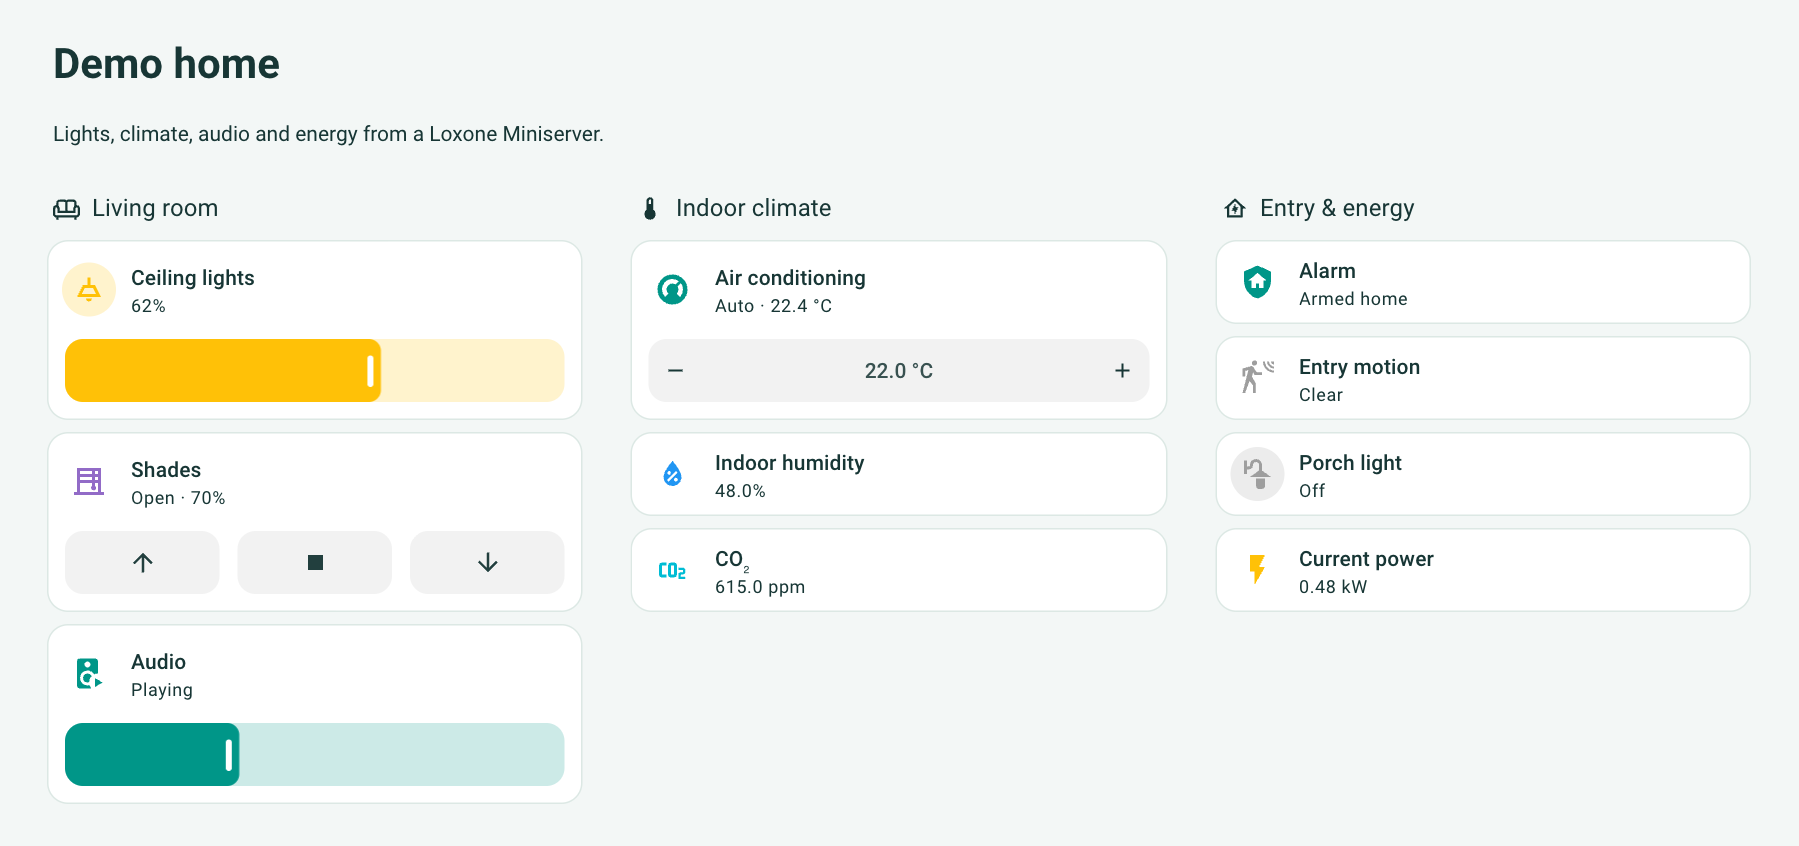 Demo home
Lights, climate, audio and energy from a Loxone Miniserver.
Living room
Ceiling lights
62%
Shades
Open · 70%
Audio
Playing
Indoor climate
Air conditioning
Auto · 22.4 °C
22.0 °C
Indoor humidity
48.0%
CO2
CO₂
615.0 ppm
Entry & energy
Alarm
Armed home
Entry motion
Clear
Porch light
Off
Current power
0.48 kW